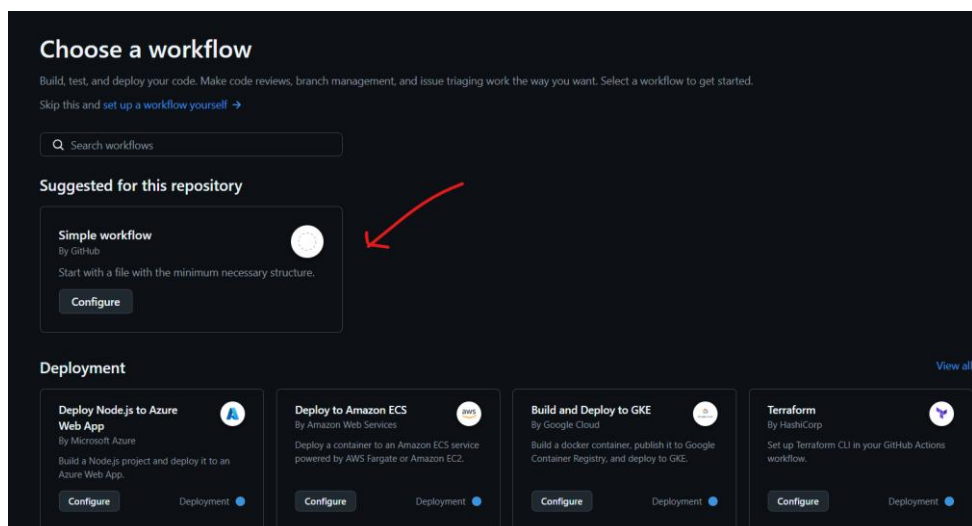 Choose a workflow
Build, test, and deploy your code. Make code reviews, branch management, and issue triaging work the way you want. Select a workflow to get started.
Skip this and set up a workflow yourself →
Search workflows
Suggested for this repository
Simple workflow
By GitHub
Start with a file with the minimum necessary structure.
Configure
Deployment
View all
Deploy Node.js to Azure
Web App
By Microsoft Azure
Build a Node.js project and deploy it to an
Azure Web App.
Configure
Deployment
Deploy to Amazon ECS
aws
By Amazon Web Services
Deploy a container to an Amazon ECS service
powered by AWS Fargate or Amazon EC2.
Configure
Deployment
Build and Deploy to GKE
By Google Cloud
Build a docker container, publish it to Google
Container Registry, and deploy to GKE.
Configure
Deployment
Terraform
By HashiCorp
Set up Terraform CLI in your GitHub Actions
workflow.
Configure
Deployment